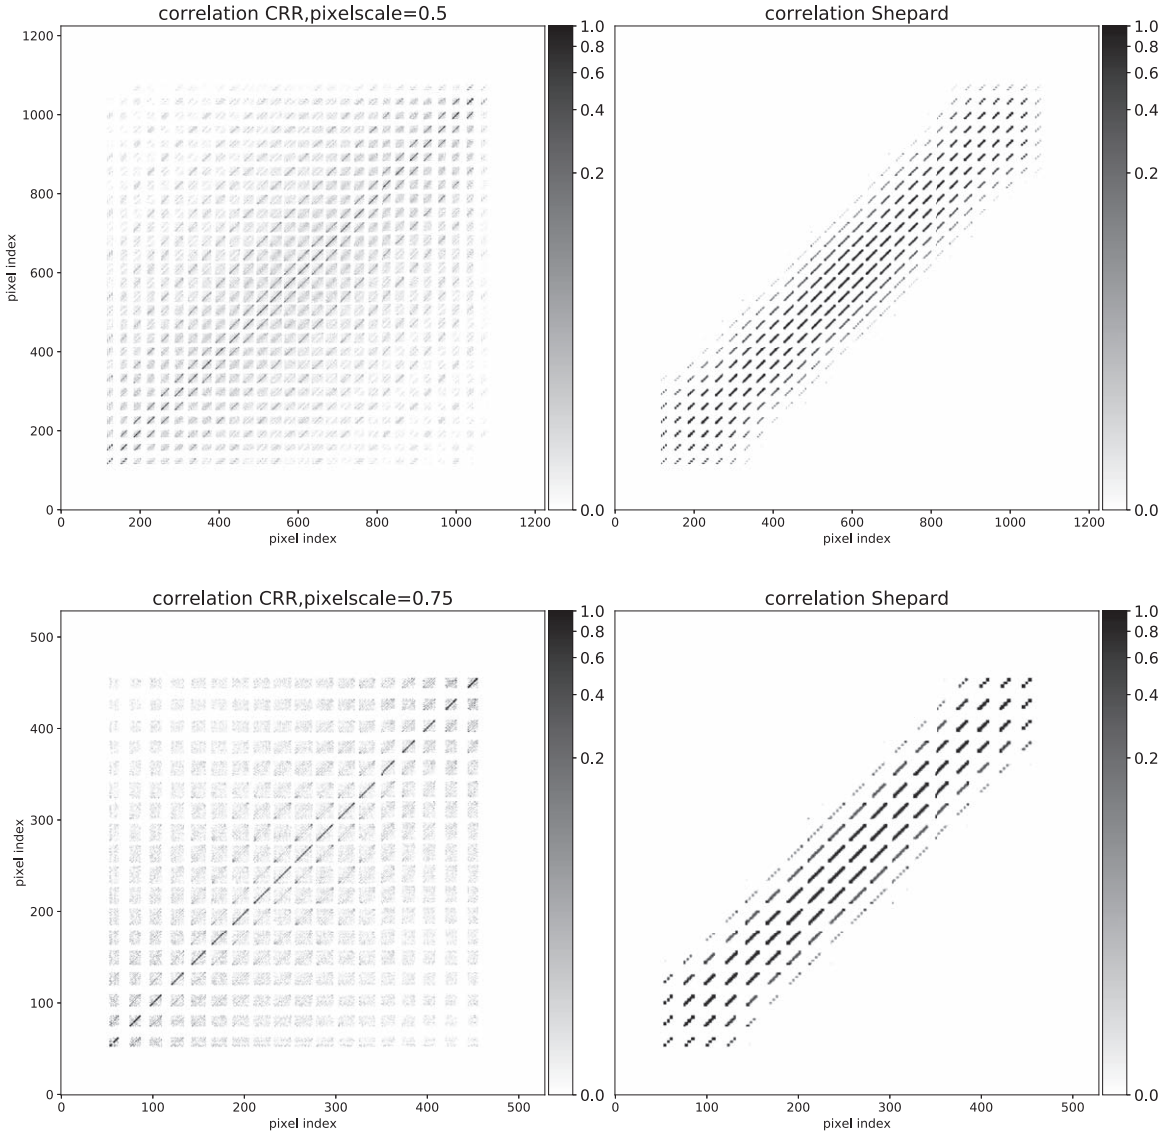 correlation CRR,pixelscale=0.5
correlation Shepard
1200
1000
800
600
400
200
0
pixel index
0 200 400 600 800 1000 1200
pixel index
1.0
0.8
0.6
0.4
0.2
0.0
0 200 400 600 800 1000 1200
pixel index
1.0
0.8
0.6
0.4
0.2
0.0
correlation CRR,pixelscale=0.75
correlation Shepard
500
400
300
200
100
0
pixel index
0 100 200 300 400 500
pixel index
1.0
0.8
0.6
0.4
0.2
0.0
0 100 200 300 400 500
pixel index
1.0
0.8
0.6
0.4
0.2
0.0